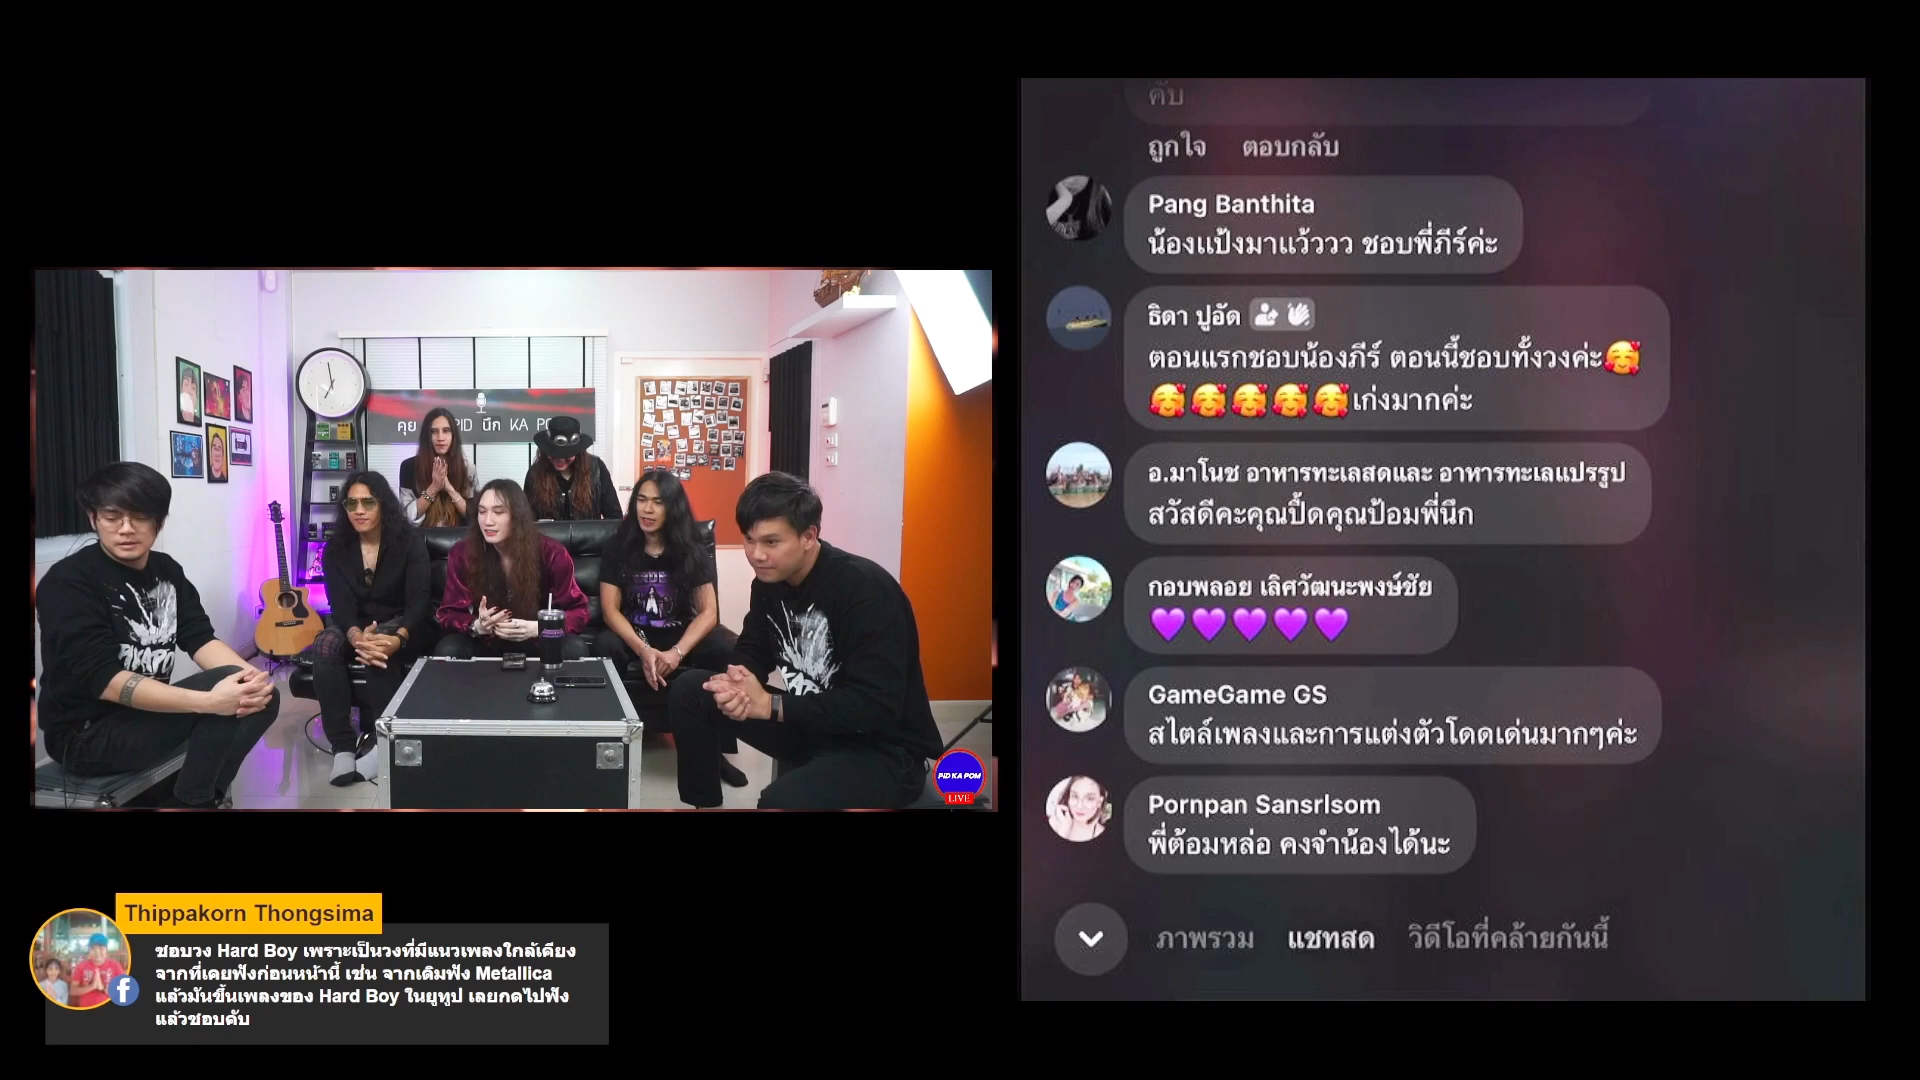 คุย
PID นึก KA PO
PID KA POM
LIVE
Thippakorn Thongsima
ชอบวง Hard Boy เพราะเป็นวงที่มีแนวเพลงใกล้เคียง
จากที่เคยฟังก่อนหน้านี้ เช่น จากเดิมฟัง Metallica
แล้วมันขึ้นเพลงของ Hard Boy ในยูทูป เลยกดไปฟัง
แล้วชอบคับ
คับ
ถูกใจ ตอบกลับ
Pang Banthita
น้องแป้งมาแว้ววว ชอบพี่ภีร์ค่ะ
ธิดา ปูอัด
ตอนแรกชอบน้องภีร์ ตอนนี้ชอบทั้งวงค่ะ🥰
🥰🥰🥰🥰🥰เก่งมากค่ะ
อ.มาโนช อาหารทะเลสดและ อาหารทะเลแปรรูป
สวัสดีคะคุณปี๊ดคุณป้อมพี่นึก
กอบพลอย เลิศวัฒนะพงษ์ชัย
💜💜💜💜💜
GameGame GS
สไตล์เพลงและการแต่งตัวโดดเด่นมากๆค่ะ
Pornpan Sansrlsom
พี่ต้อมหล่อ คงจำน้องได้นะ
ภาพรวม แชทสด วิดีโอที่คล้ายกันนี้